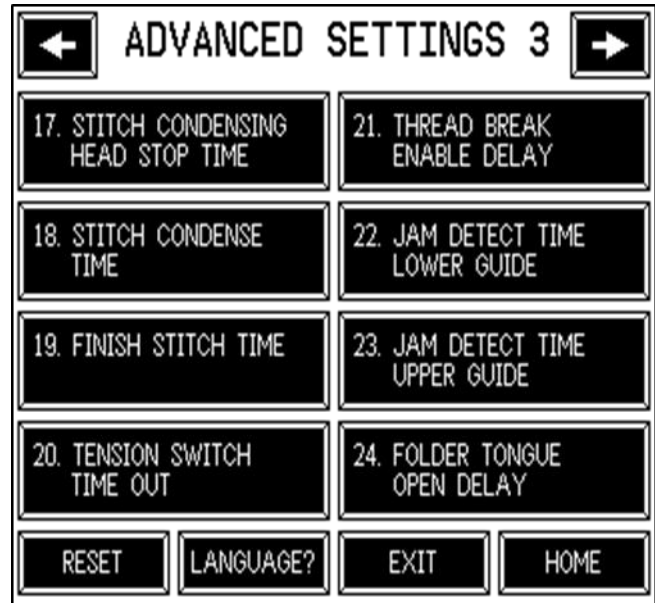 ADVANCED SETTINGS 3
17. STITCH CONDENSING
HEAD STOP TIME
18. STITCH CONDENSE
TIME
19. FINISH STITCH TIME
20. TENSION SWITCH
TIME OUT
21. THREAD BREAK
ENABLE DELAY
22. JAM DETECT TIME
LOWER GUIDE
23. JAM DETECT TIME
UPPER GUIDE
24. FOLDER TONGUE
OPEN DELAY
RESET
LANGUAGE?
EXIT
HOME